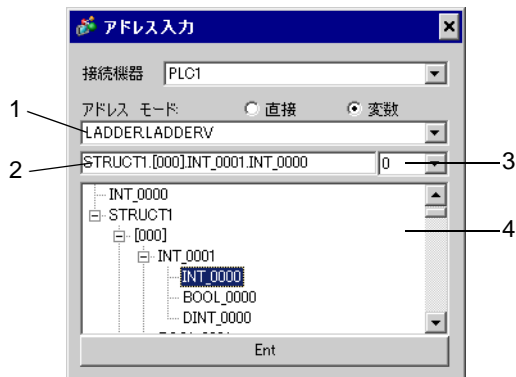 アドレス入力
接続機器 PLC1
アドレス モード: 直接 変数
1
LADDER.LADDERV
2 STRUCT1.[000].INT_0001.INT_0000 0 3
INT_0000
STRUCT1
[000] 4
INT_0001
INT_0000
BOOL_0000
DINT_0000
Ent